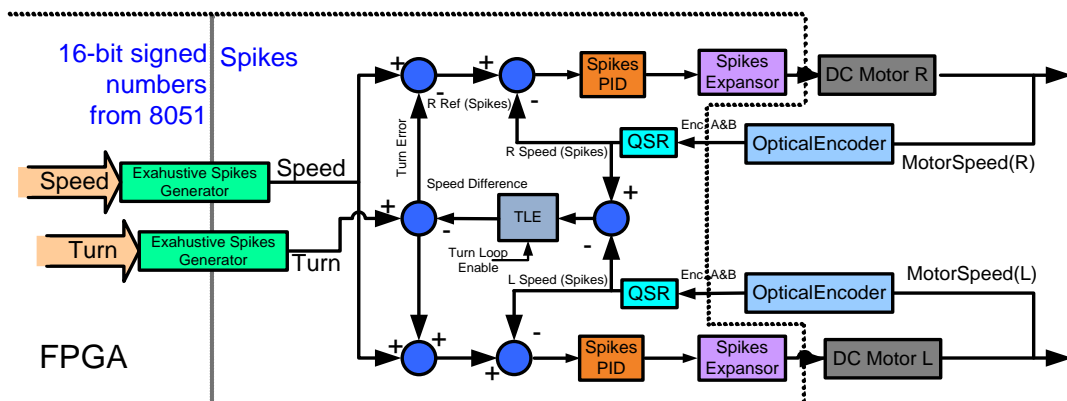 16-bit signed
numbers
from 8051
Spikes
+
-
+
-
R Ref (Spikes)
Spikes
PID
Spikes
Expansor
DC Motor R
Turn Error
R Speed (Spikes)
QSR
Enc. A&B
OpticalEncoder
MotorSpeed(R)
Speed
Exahustive Spikes
Generator
Speed
Speed Difference
+
-
TLE
+
-
Turn Loop
Enable
Turn
Exahustive Spikes
Generator
Turn
L Speed (Spikes)
QSR
Enc. A&B
OpticalEncoder
MotorSpeed(L)
FPGA
+
+
+
-
Spikes
PID
Spikes
Expansor
DC Motor L